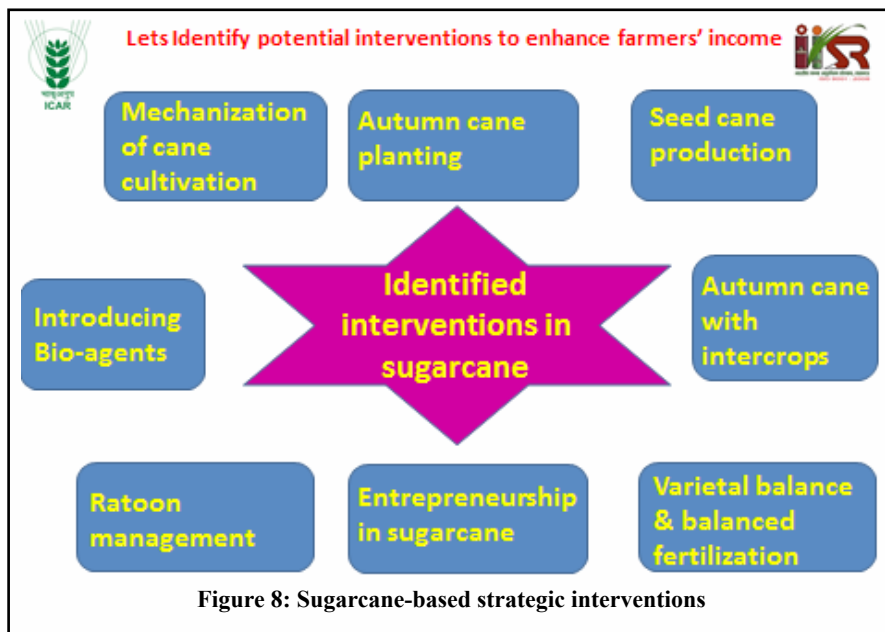 Lets Identify potential interventions to enhance farmers' income
ICAR
Mechanization
of cane
cultivation
Autumn cane
planting
Seed cane
production
Introducing
Bio-agents
Identified
interventions in
sugarcane
Autumn cane
with
intercrops
Ratoon
management
Entrepreneurship
in sugarcane
Varietal balance
& balanced
fertilization
Figure 8: Sugarcane-based strategic interventions